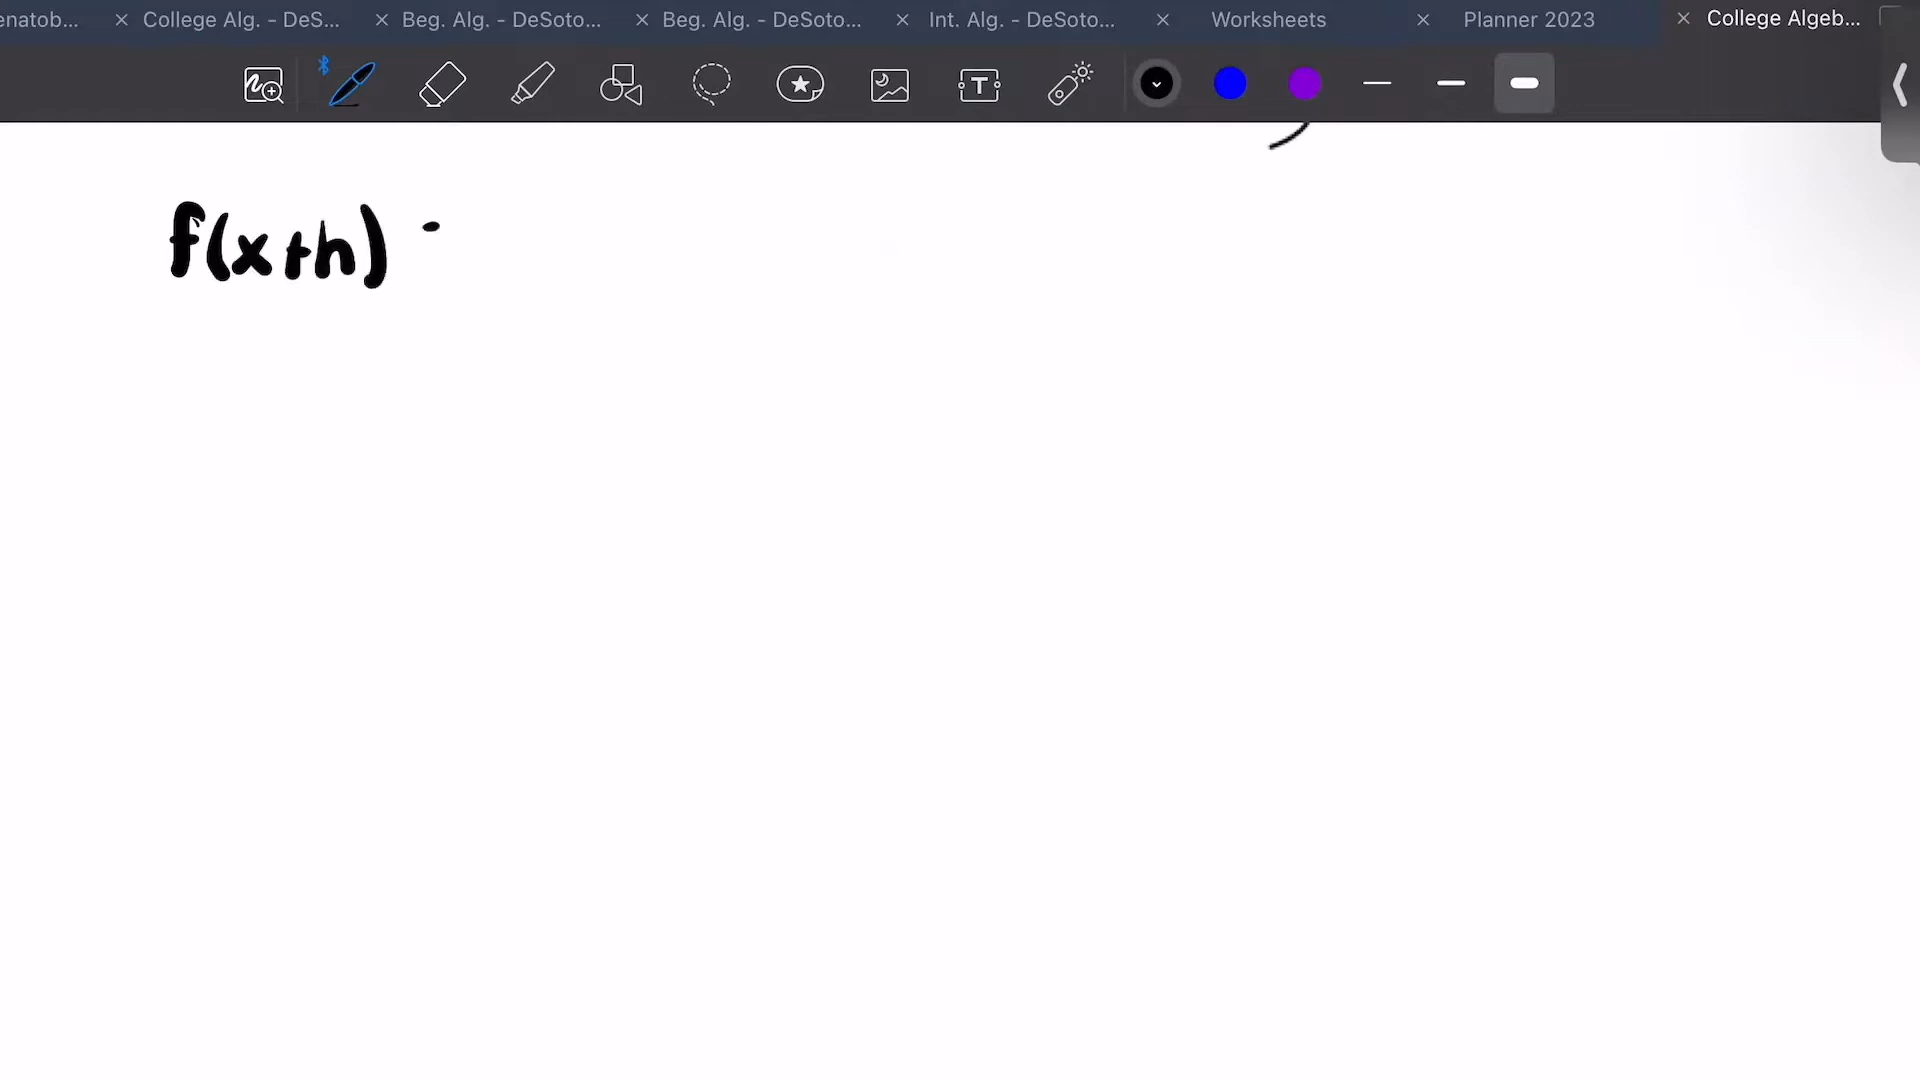 enatob... College Alg. - DeS... Beg. Alg. - DeSoto... Beg. Alg. - DeSoto... Int. Alg. - DeSoto... Worksheets Planner 2023 College Algeb...
T
f(x+h) -